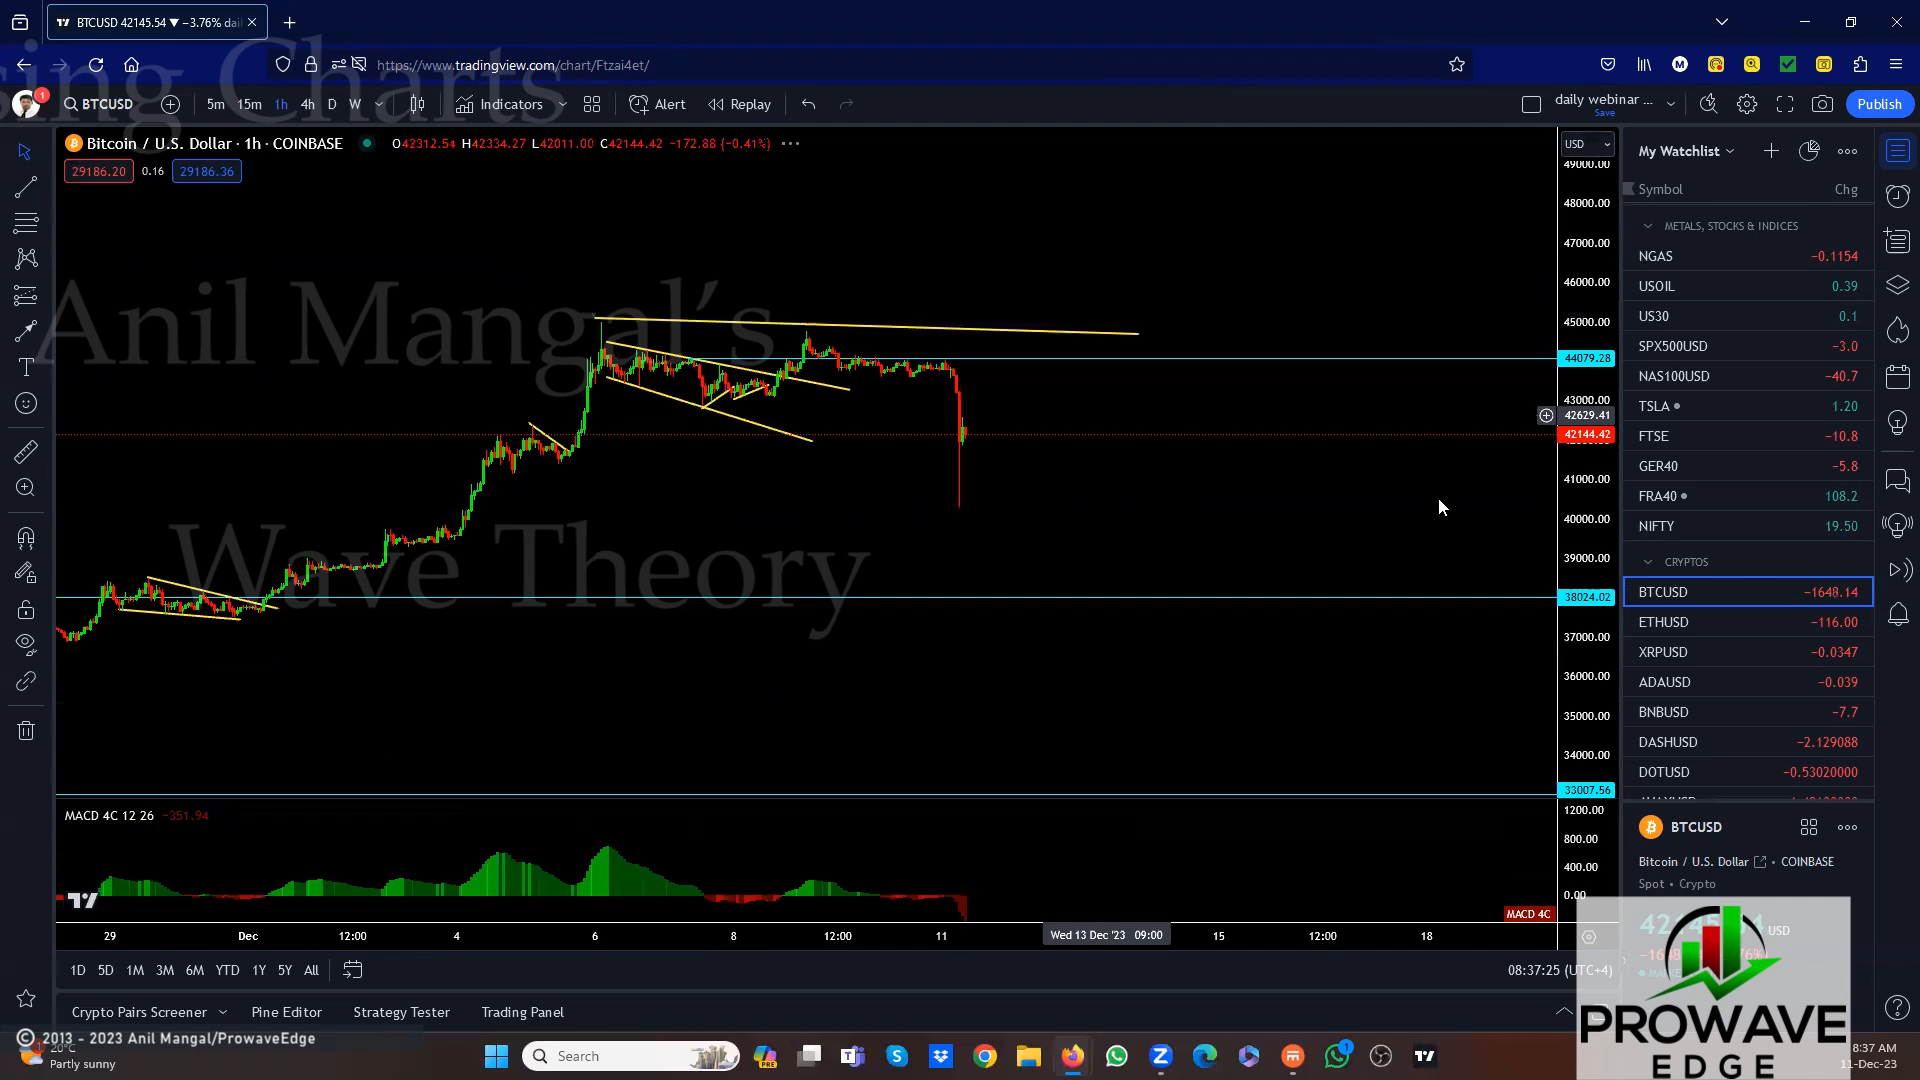 BTCUSD 42145.54 ▼ −3.76% dai
https://www.tradingview.com/chart/Ftzai4et/
sing Charts
1
BTCUSD
5m 15m 1h 4h D W
Indicators
Alert
Replay
daily webinar ...
Save
Publish
Bitcoin / U.S. Dollar · 1h · COINBASE
O42312.54 H42334.27 L42011.00 C42144.42 −172.88 (−0.41%)
29186.20 0.16 29186.36
USD
49000.00
48000.00
47000.00
46000.00
45000.00
44079.28
43000.00
42629.41
42144.42
41000.00
40000.00
39000.00
38024.02
37000.00
36000.00
35000.00
34000.00
33007.56
Anil Mangal's
Wave Theory
MACD 4C 12 26 −351.94
1200.00
800.00
400.00
0.00
MACD 4C
29 Dec 12:00 4 6 8 12:00 11 Wed 13 Dec '23 09:00 15 12:00 18
1D 5D 1M 3M 6M YTD 1Y 5Y All
08:37:25 (UTC+4)
Crypto Pairs Screener Pine Editor Strategy Tester Trading Panel
My Watchlist
Symbol Chg
METALS, STOCKS & INDICES
NGAS −0.1154
USOIL 0.39
US30 0.1
SPX500USD −3.0
NAS100USD −40.7
TSLA 1.20
FTSE −10.8
GER40 −5.8
FRA40 108.2
NIFTY 19.50
CRYPTOS
BTCUSD −1648.14
ETHUSD −116.00
XRPUSD −0.0347
ADAUSD −0.039
BNBUSD −7.7
DASHUSD −2.129088
DOTUSD −0.53020000
BTCUSD
Bitcoin / U.S. Dollar • COINBASE
Spot • Crypto
USD
PROWAVE
EDGE
© 2013 - 2023 Anil Mangal/ProwaveEdge
20°C
Partly sunny
Search
PRE
1
8:37 AM
11-Dec-23